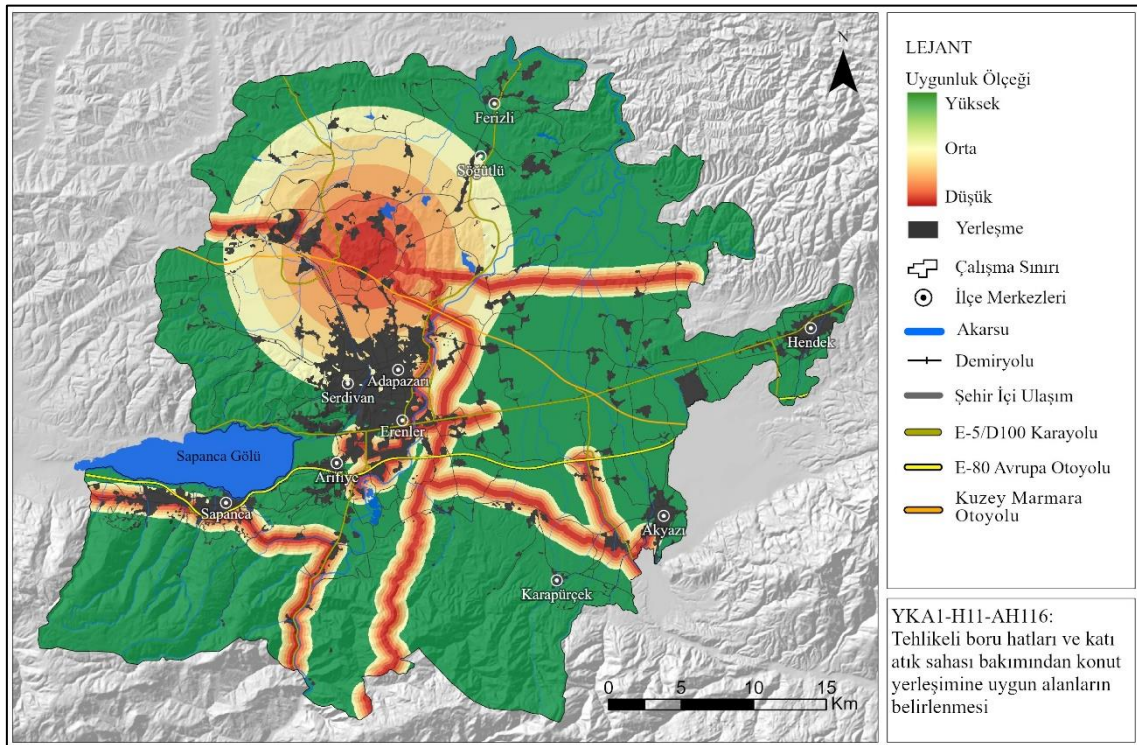 N
Ferizli
Söğütlü
Hendek
Adapazarı
Serdivan
Erenler
Sapanca Gölü
Arifiye
Sapanca
Akyazı
Karapürçek
0 5 10 15
Km
LEJANT
Uygunluk Ölçeği
Yüksek
Orta
Düşük
Yerleşme
Çalışma Sınırı
İlçe Merkezleri
Akarsu
Demiryolu
Şehir İçi Ulaşım
E-5/D100 Karayolu
E-80 Avrupa Otoyolu
Kuzey Marmara
Otoyolu
YKA1-H11-AH116:
Tehlikeli boru hatları ve katı
atık sahası bakımından konut
yerleşimine uygun alanların
belirlenmesi